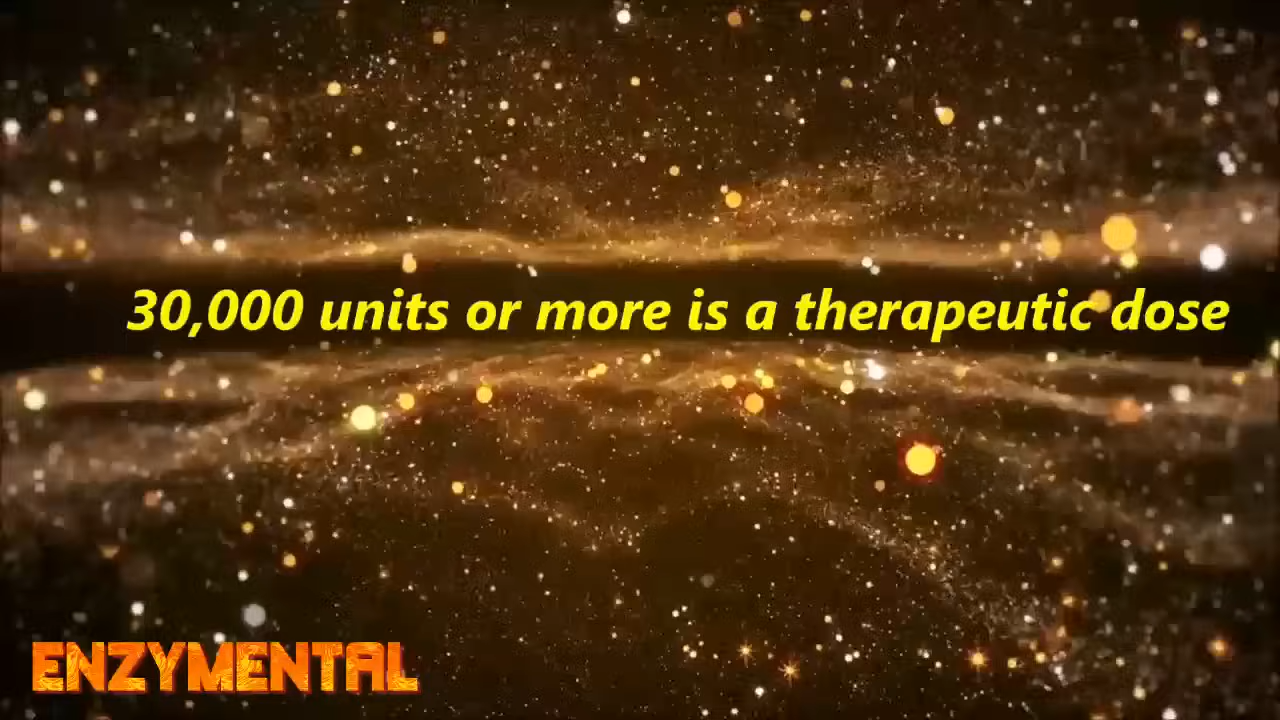 30,000 units or more is a therapeutic dose
ENZYMENTAL